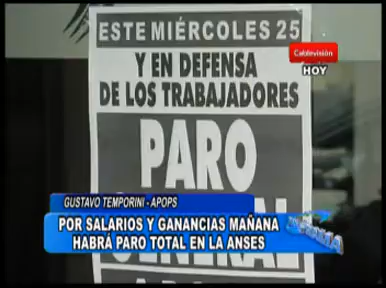 ESTE MIÉRCOLES 25
Cablevisión
HOY
Y EN DEFENSA
DE LOS TRABAJADORES
PARO
GENERAL
GUSTAVO TEMPORINI - APOPS
POR SALARIOS Y GANANCIAS MAÑANA
HABRÁ PARO TOTAL EN LA ANSES